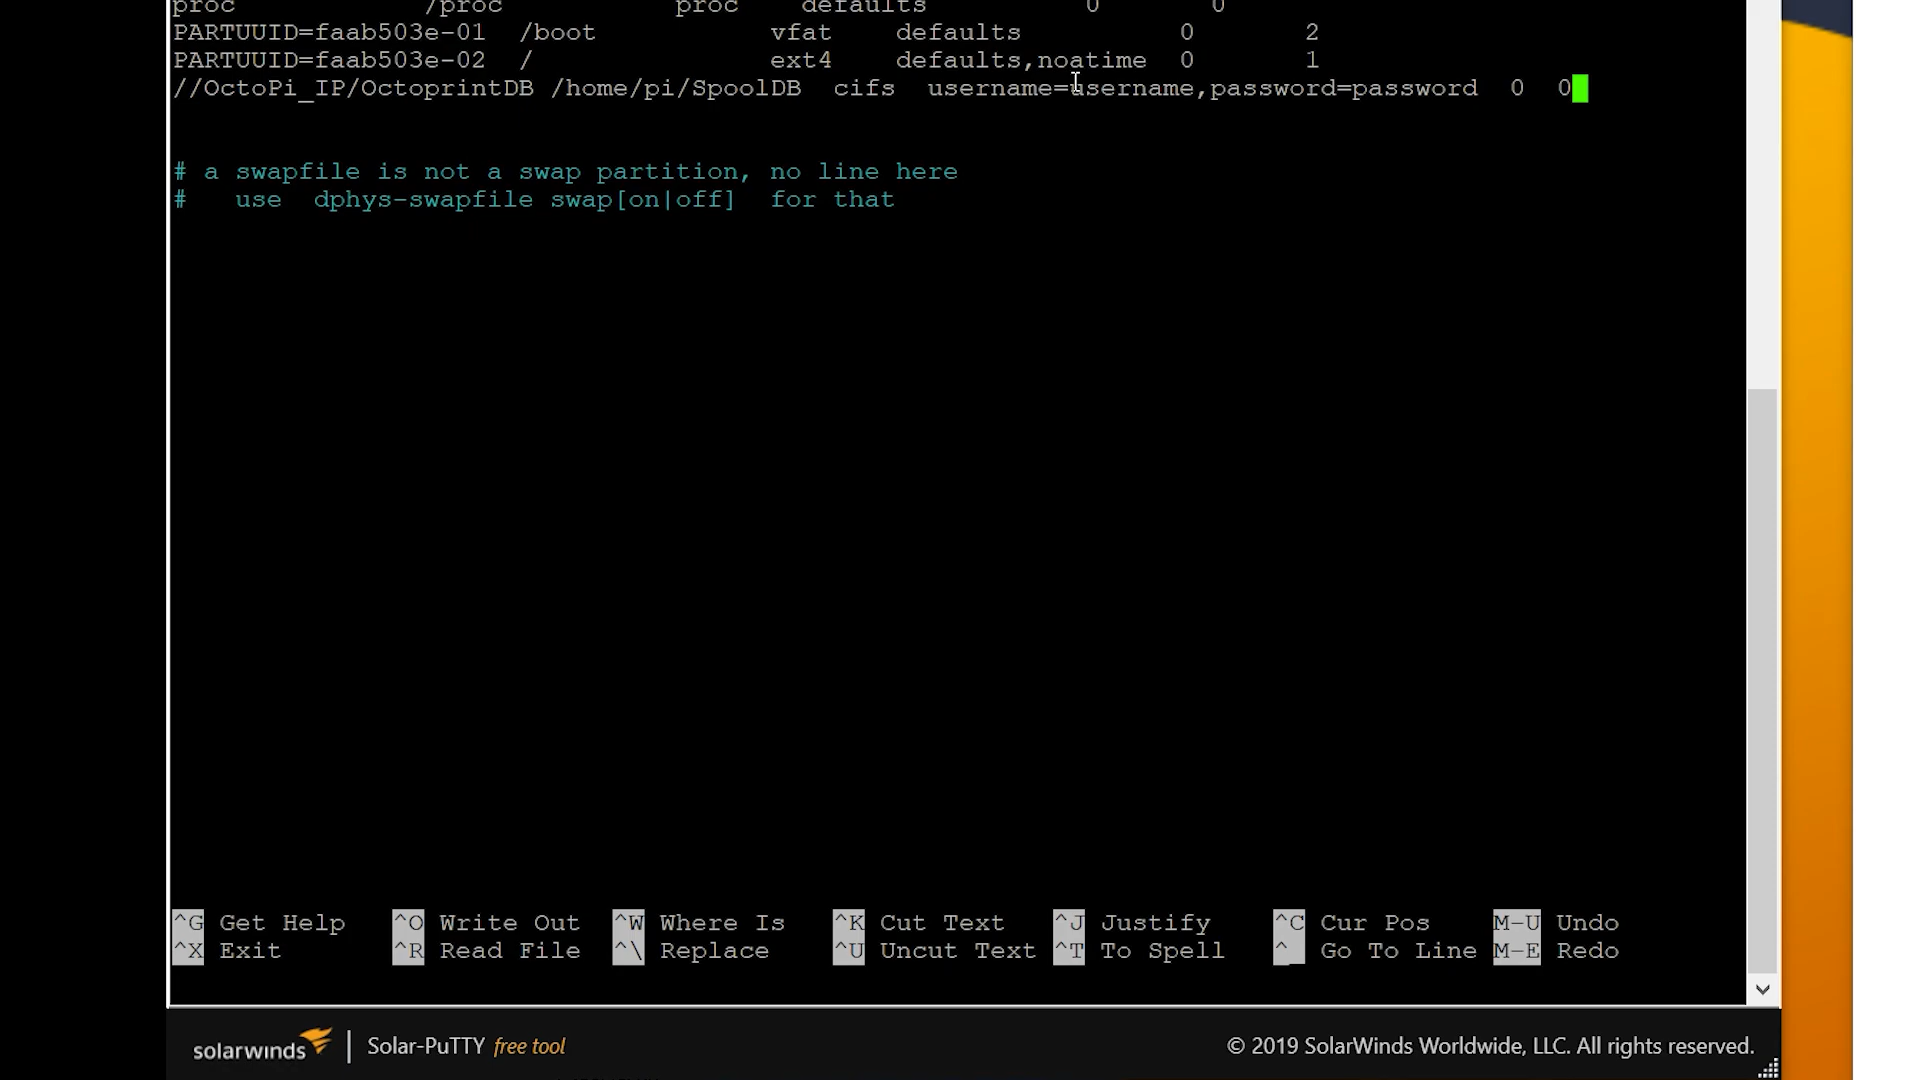 proc /proc proc defaults 0 0
PARTUUID=faab503e-01 /boot vfat defaults 0 2
PARTUUID=faab503e-02 / ext4 defaults,noatime 0 1
//OctoPi_IP/OctoprintDB /home/pi/SpoolDB cifs username=username,password=password 0 0
# a swapfile is not a swap partition, no line here
# use dphys-swapfile swap[on|off] for that
^G Get Help ^O Write Out ^W Where Is ^K Cut Text ^J Justify ^C Cur Pos M-U Undo
^X Exit ^R Read File ^\ Replace ^U Uncut Text ^T To Spell ^_ Go To Line M-E Redo
solarwinds | Solar-PuTTY free tool © 2019 SolarWinds Worldwide, LLC. All rights reserved.